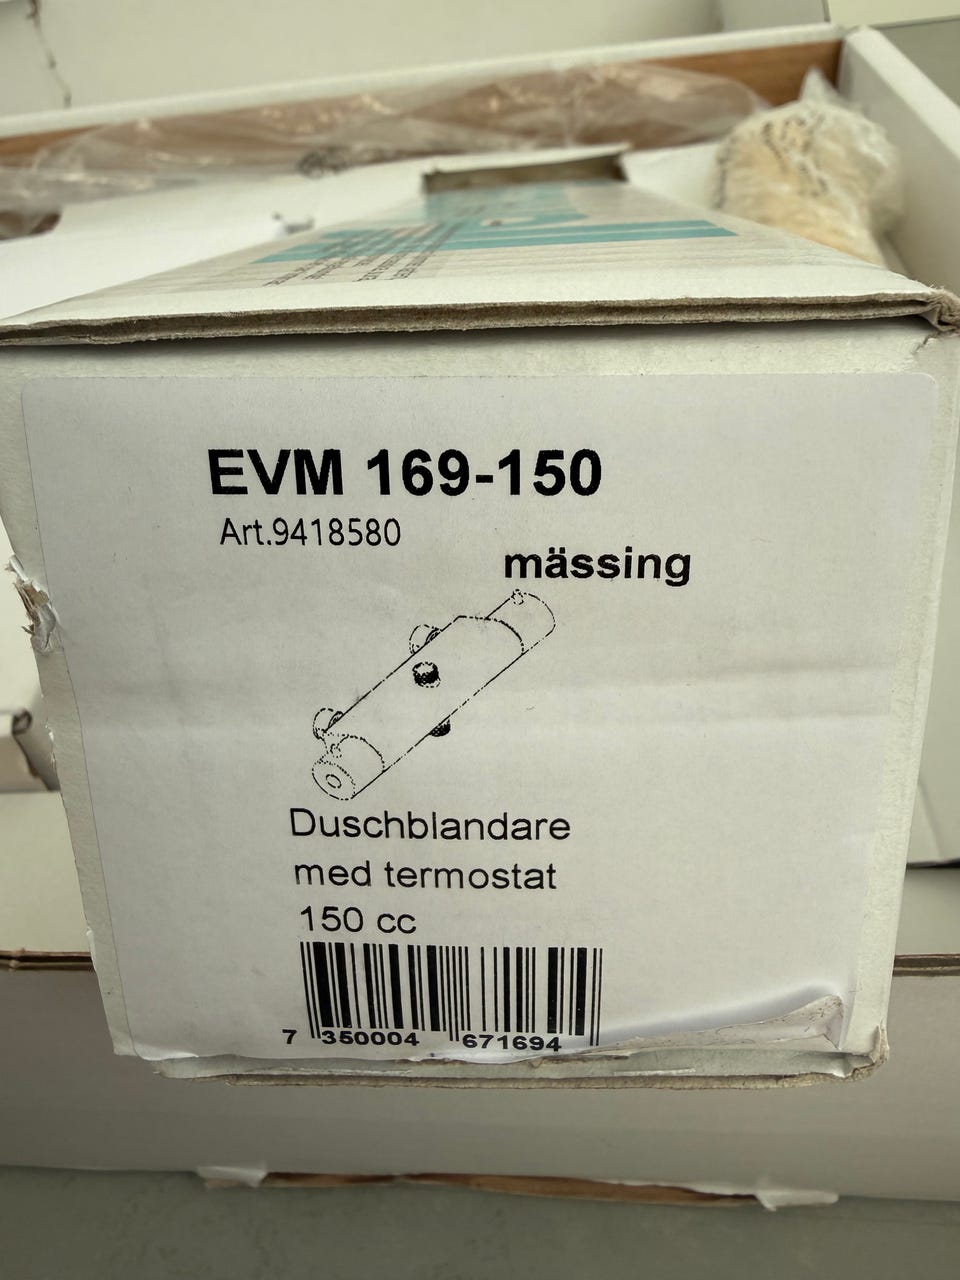 EVM 169-150
Art.9418580
mässing
Duschblandare
med termostat
150 cc
7 350004 671694